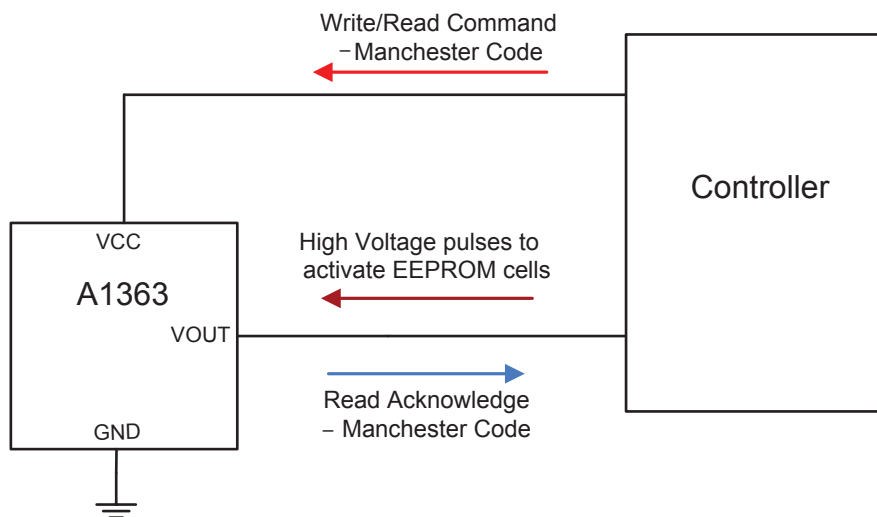 Write/Read Command
– Manchester Code
Controller
VCC
A1363
High Voltage pulses to
activate EEPROM cells
VOUT
Read Acknowledge
– Manchester Code
GND